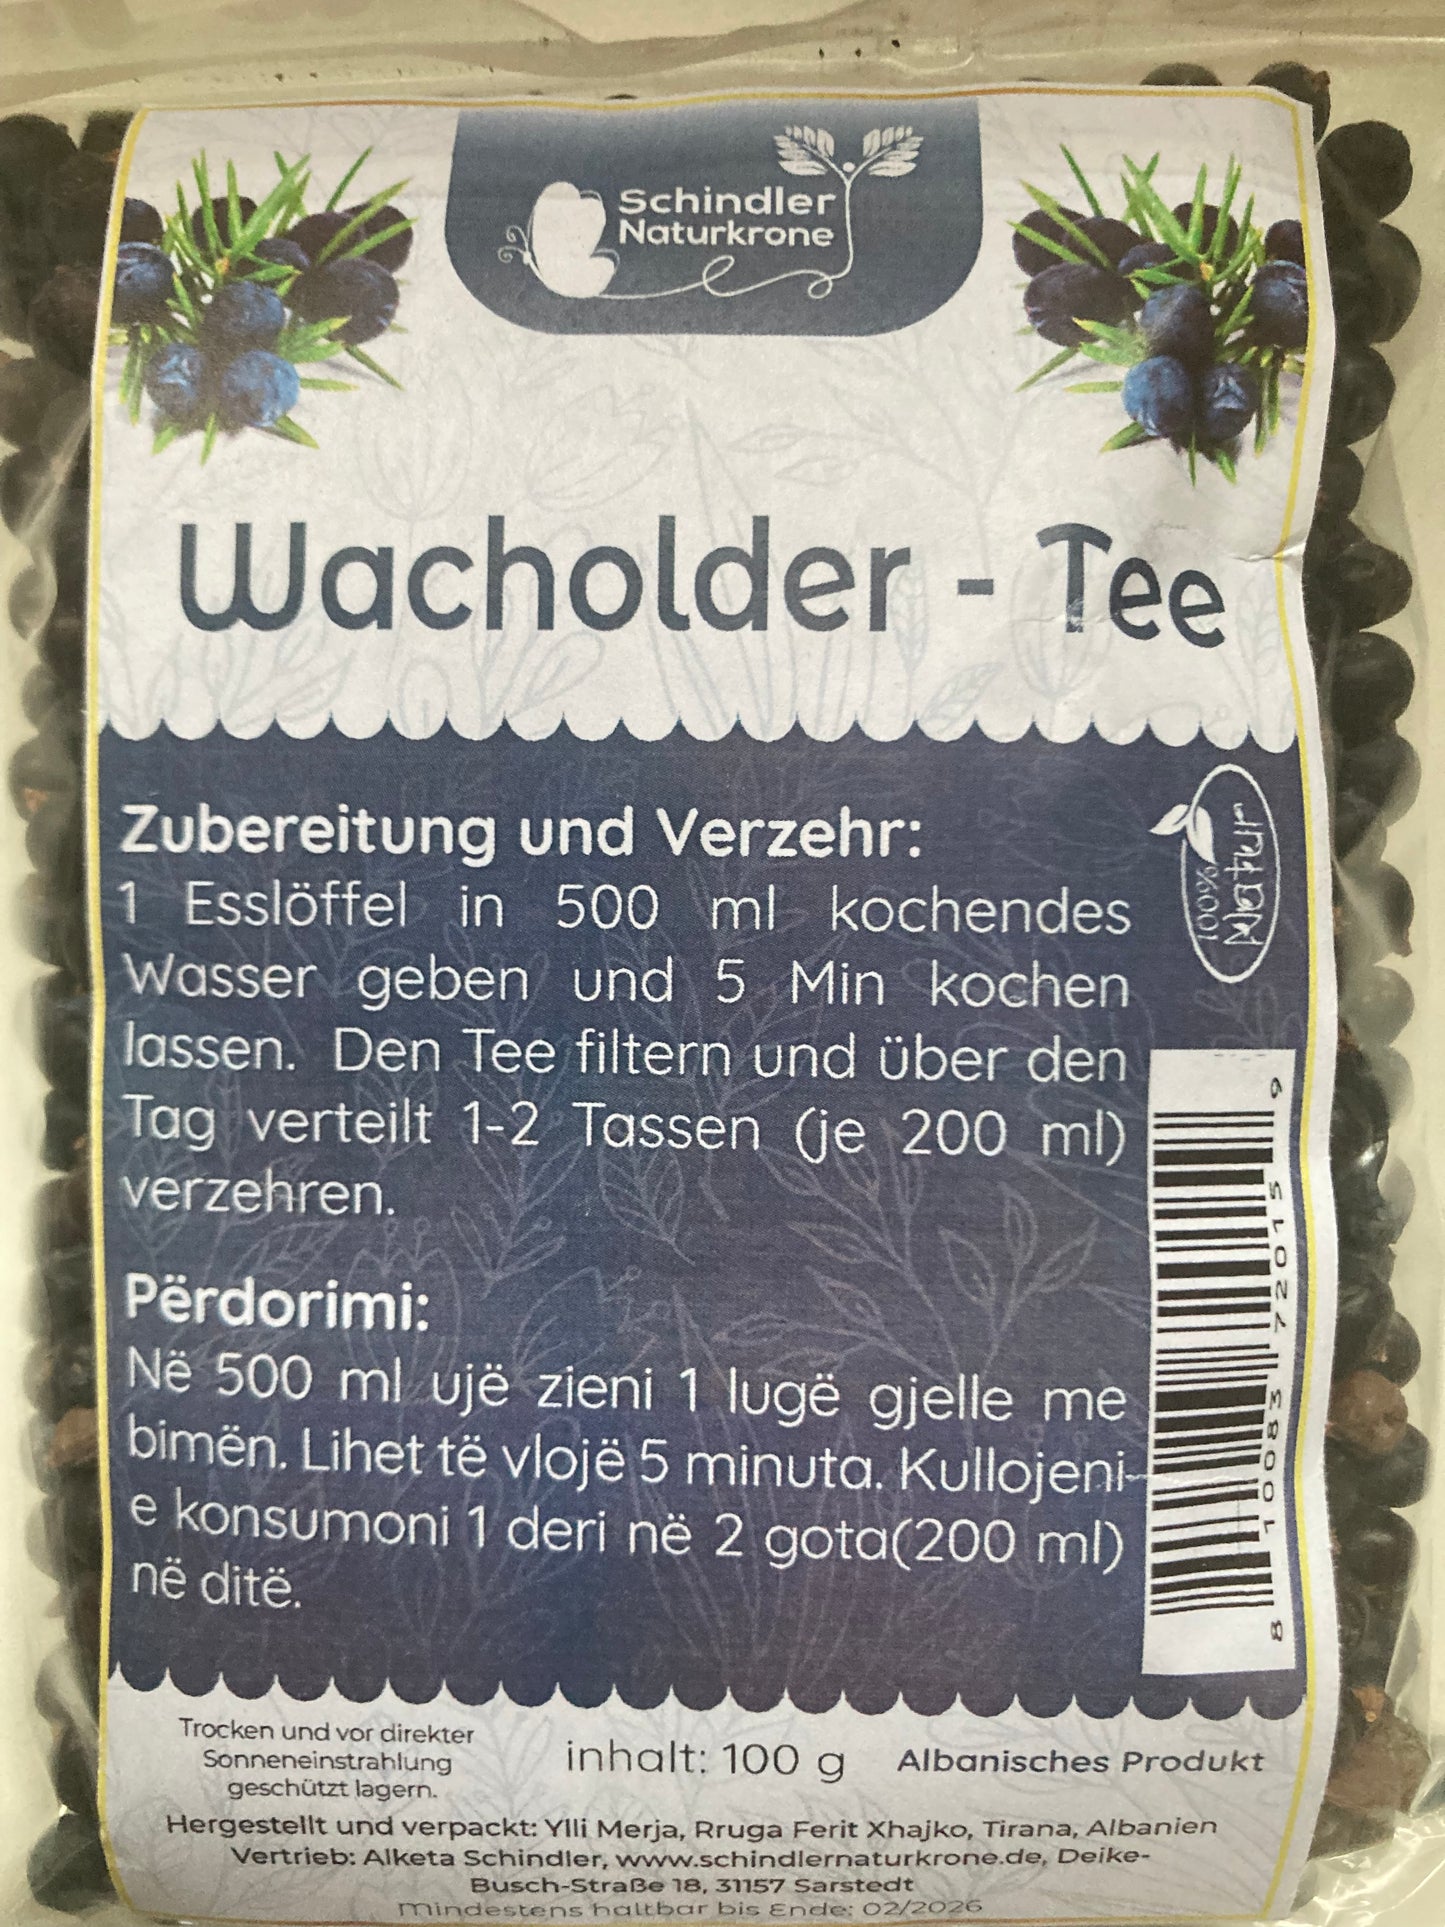 Schindler
Naturkrone
Wacholder - Tee
Zubereitung und Verzehr:
1 Esslöffel in 500 ml kochendes
Wasser geben und 5 Min kochen
lassen. Den Tee filtern und über den
Tag verteilt 1-2 Tassen (je 200 ml)
verzehren.
100%
Natur
Përdorimi:
Në 500 ml ujë zieni 1 lugë gjelle me
bimën. Lihet të vlojë 5 minuta. Kullojeni-
e konsumoni 1 deri në 2 gota(200 ml)
në ditë.
8 10083 72015 9
Trocken und vor direkter
Sonneneinstrahlung
geschützt lagern.
inhalt: 100 g
Albanisches Produkt
Hergestellt und verpackt: Ylli Merja, Rruga Ferit Xhajko, Tirana, Albanien
Vertrieb: Alketa Schindler, www.schindlernaturkrone.de, Deike-
Busch-Straße 18, 31157 Sarstedt
Mindestens haltbar bis Ende: 02/2026